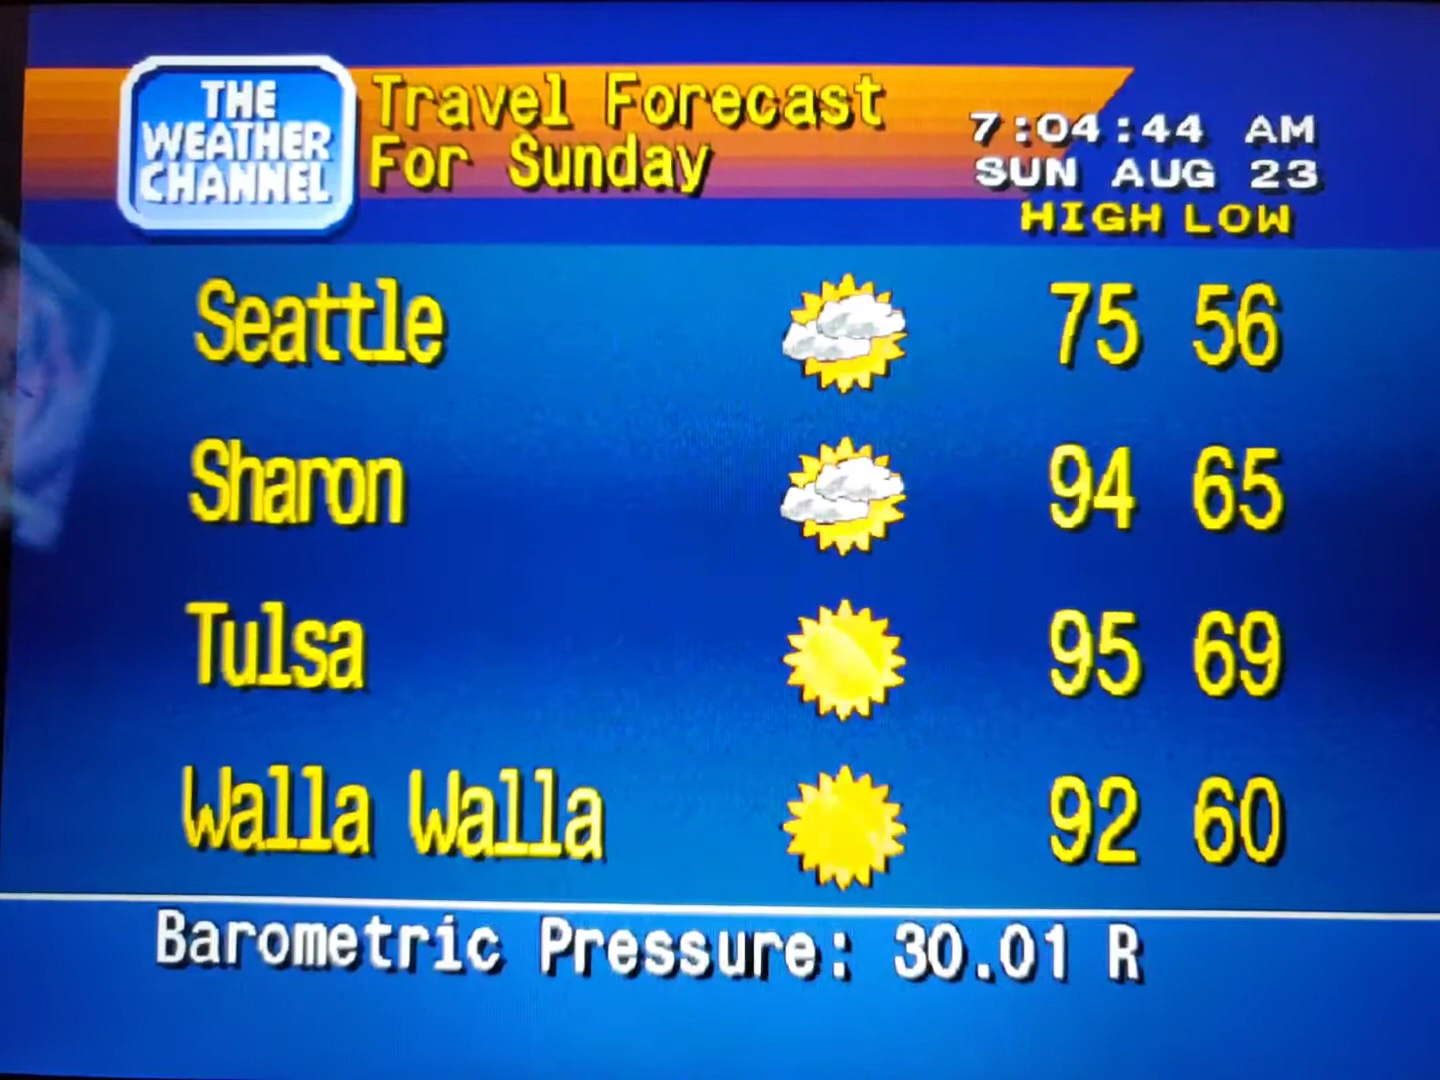 THE
WEATHER
CHANNEL
Travel Forecast
For Sunday
7:04:44 AM
SUN AUG 23
HIGH LOW
Seattle 75 56
Sharon 94 65
Tulsa 95 69
Walla Walla 92 60
Barometric Pressure: 30.01 R